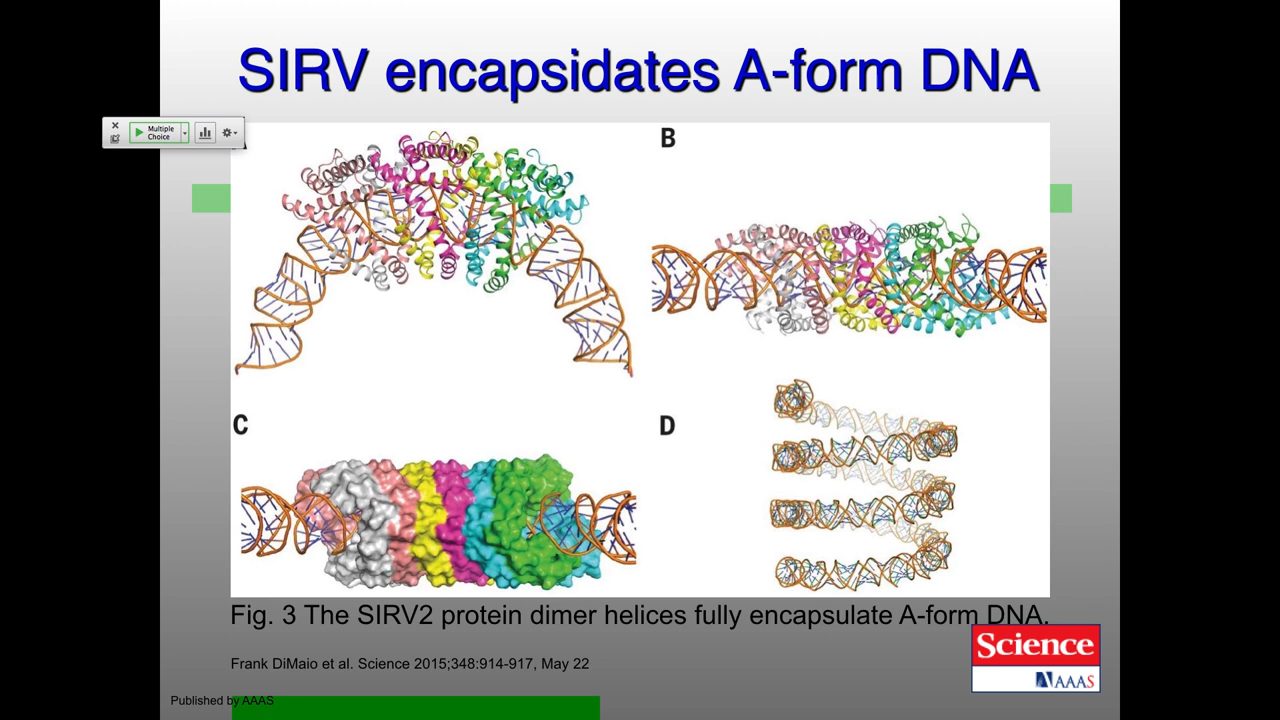 SIRV encapsidates A-form DNA
Multiple
Choice
B
C
D
Fig. 3 The SIRV2 protein dimer helices fully encapsulate A-form DNA.
Frank DiMaio et al. Science 2015;348:914-917, May 22
Science
AAAS
Published by AAAS